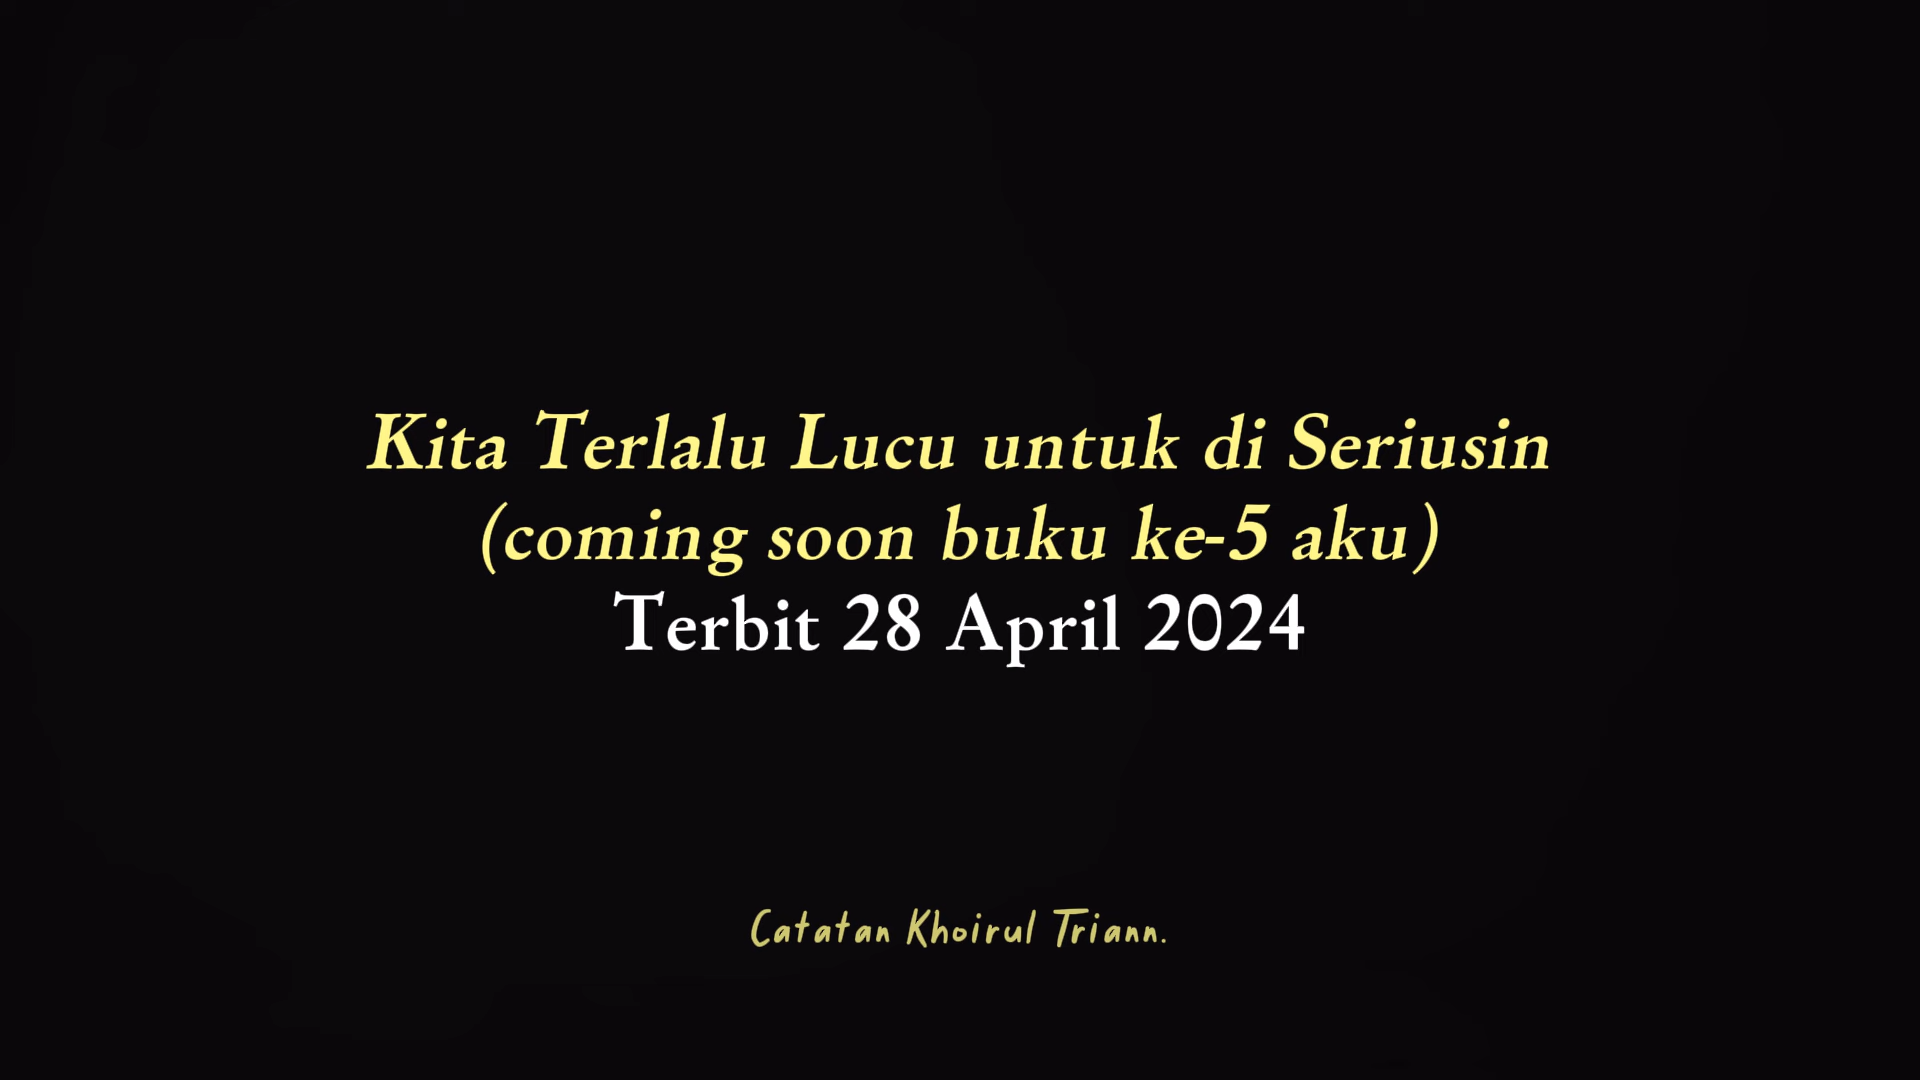 Kita Terlalu Lucu untuk di Seriusin
(coming soon buku ke-5 aku)
Terbit 28 April 2024
Catatan Khoirul Triann.